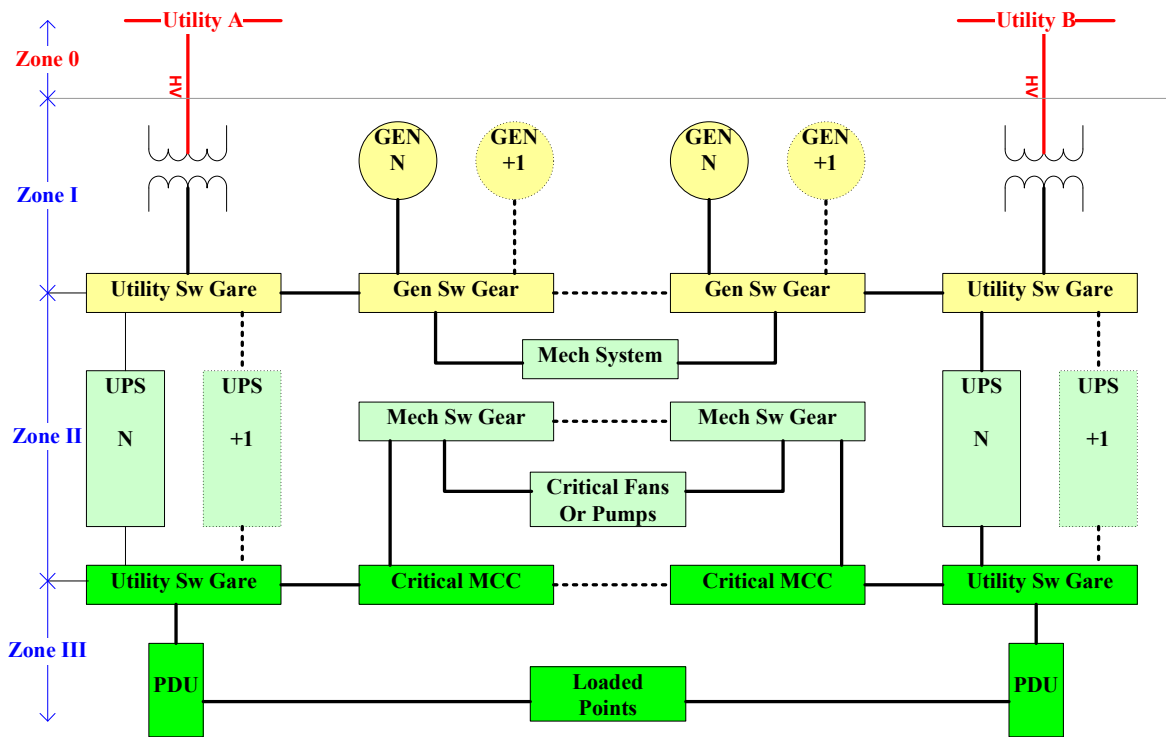 Utility A
Utility B
Zone 0
HV
HV
GEN
N
GEN
+1
GEN
N
GEN
+1
Zone I
Utility Sw Gare
Gen Sw Gear
Gen Sw Gear
Utility Sw Gare
Mech System
UPS
N
UPS
+1
Mech Sw Gear
Mech Sw Gear
UPS
N
UPS
+1
Zone II
Critical Fans
Or Pumps
Utility Sw Gare
Critical MCC
Critical MCC
Utility Sw Gare
Zone III
PDU
Loaded
Points
PDU